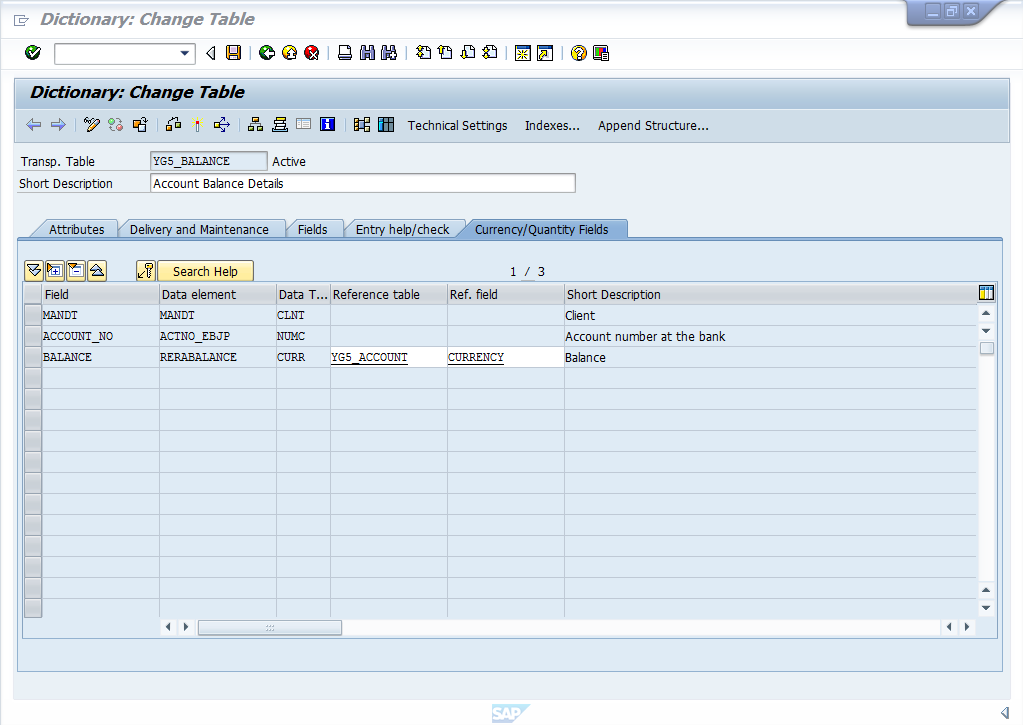 Dictionary: Change Table
Dictionary: Change Table
Technical Settings Indexes... Append Structure...
Transp. Table YG5_BALANCE Active
Short Description Account Balance Details
Attributes Delivery and Maintenance Fields Entry help/check Currency/Quantity Fields
Search Help 1 / 3
Field Data element Data T... Reference table Ref. field Short Description
MANDT MANDT CLNT Client
ACCOUNT_NO ACTNO_EBJP NUMC Account number at the bank
BALANCE RERABALANCE CURR YG5_ACCOUNT CURRENCY Balance
SAP